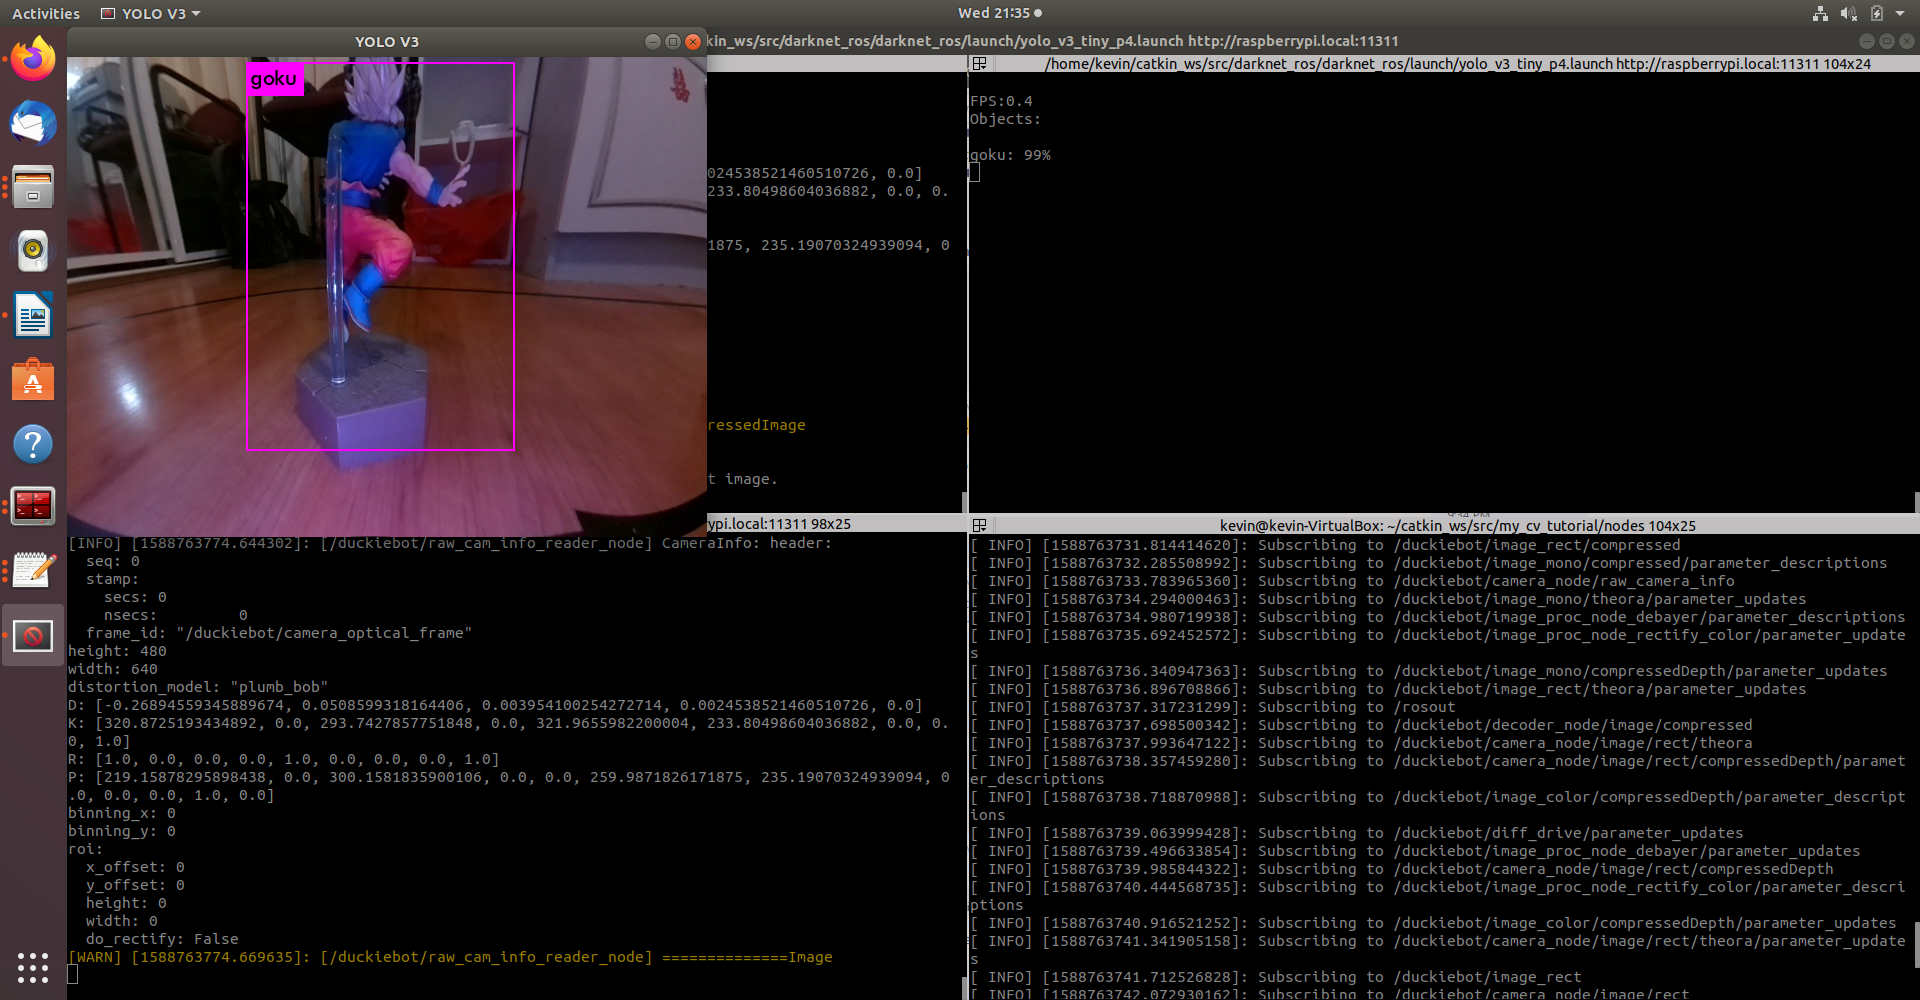 Activities
YOLO V3
Wed 21:35
YOLO V3
goku
kin_ws/src/darknet_ros/darknet_ros/launch/yolo_v3_tiny_p4.launch http://raspberrypi.local:11311
0024538521460510726, 0.0]
233.80498604036882, 0.0, 0.
1875, 235.19070324939094, 0
ressedImage
t image.
/home/kevin/catkin_ws/src/darknet_ros/darknet_ros/launch/yolo_v3_tiny_p4.launch http://raspberrypi.local:11311 104x24
FPS:0.4
Objects:
goku: 99%
ypi.local:11311 98x25
[INFO] [1588763774.644302]: [/duckiebot/raw_cam_info_reader_node] CameraInfo: header:
seq: 0
stamp:
secs: 0
nsecs: 0
frame_id: "/duckiebot/camera_optical_frame"
height: 480
width: 640
distortion_model: "plumb_bob"
D: [-0.26894559345889674, 0.0508599318164406, 0.003954100254272714, 0.0024538521460510726, 0.0]
K: [320.8725193434892, 0.0, 293.7427857751848, 0.0, 321.9655982200004, 233.80498604036882, 0.0, 0.
0, 1.0]
R: [1.0, 0.0, 0.0, 0.0, 1.0, 0.0, 0.0, 0.0, 1.0]
P: [219.15878295898438, 0.0, 300.1581835900106, 0.0, 0.0, 259.9871826171875, 235.19070324939094, 0
.0, 0.0, 0.0, 1.0, 0.0]
binning_x: 0
binning_y: 0
roi:
x_offset: 0
y_offset: 0
height: 0
width: 0
do_rectify: False
[WARN] [1588763774.669635]: [/duckiebot/raw_cam_info_reader_node] ==============Image
kevin@kevin-VirtualBox: ~/catkin_ws/src/my_cv_tutorial/nodes 104x25
[ INFO] [1588763731.814414620]: Subscribing to /duckiebot/image_rect/compressed
[ INFO] [1588763732.285508992]: Subscribing to /duckiebot/image_mono/compressed/parameter_descriptions
[ INFO] [1588763733.783965360]: Subscribing to /duckiebot/camera_node/raw_camera_info
[ INFO] [1588763734.294000463]: Subscribing to /duckiebot/image_mono/theora/parameter_updates
[ INFO] [1588763734.980719938]: Subscribing to /duckiebot/image_proc_node_debayer/parameter_descriptions
[ INFO] [1588763735.692452572]: Subscribing to /duckiebot/image_proc_node_rectify_color/parameter_update
s
[ INFO] [1588763736.340947363]: Subscribing to /duckiebot/image_mono/compressedDepth/parameter_updates
[ INFO] [1588763736.896708866]: Subscribing to /duckiebot/image_rect/theora/parameter_updates
[ INFO] [1588763737.317231299]: Subscribing to /rosout
[ INFO] [1588763737.698500342]: Subscribing to /duckiebot/decoder_node/image/compressed
[ INFO] [1588763737.993647122]: Subscribing to /duckiebot/camera_node/image/rect/theora
[ INFO] [1588763738.357459280]: Subscribing to /duckiebot/camera_node/image/rect/compressedDepth/paramet
er_descriptions
[ INFO] [1588763738.718870988]: Subscribing to /duckiebot/image_color/compressedDepth/parameter_descript
ions
[ INFO] [1588763739.063999428]: Subscribing to /duckiebot/diff_drive/parameter_updates
[ INFO] [1588763739.496633854]: Subscribing to /duckiebot/image_proc_node_debayer/parameter_updates
[ INFO] [1588763739.985844322]: Subscribing to /duckiebot/camera_node/image/rect/compressedDepth
[ INFO] [1588763740.444568735]: Subscribing to /duckiebot/image_proc_node_rectify_color/parameter_descri
ptions
[ INFO] [1588763740.916521252]: Subscribing to /duckiebot/image_color/compressedDepth/parameter_updates
[ INFO] [1588763741.341905158]: Subscribing to /duckiebot/camera_node/image/rect/theora/parameter_update
s
[ INFO] [1588763741.712526828]: Subscribing to /duckiebot/image_rect
[ INFO] [1588763742.072930162]: Subscribing to /duckiebot/camera_node/image/rect